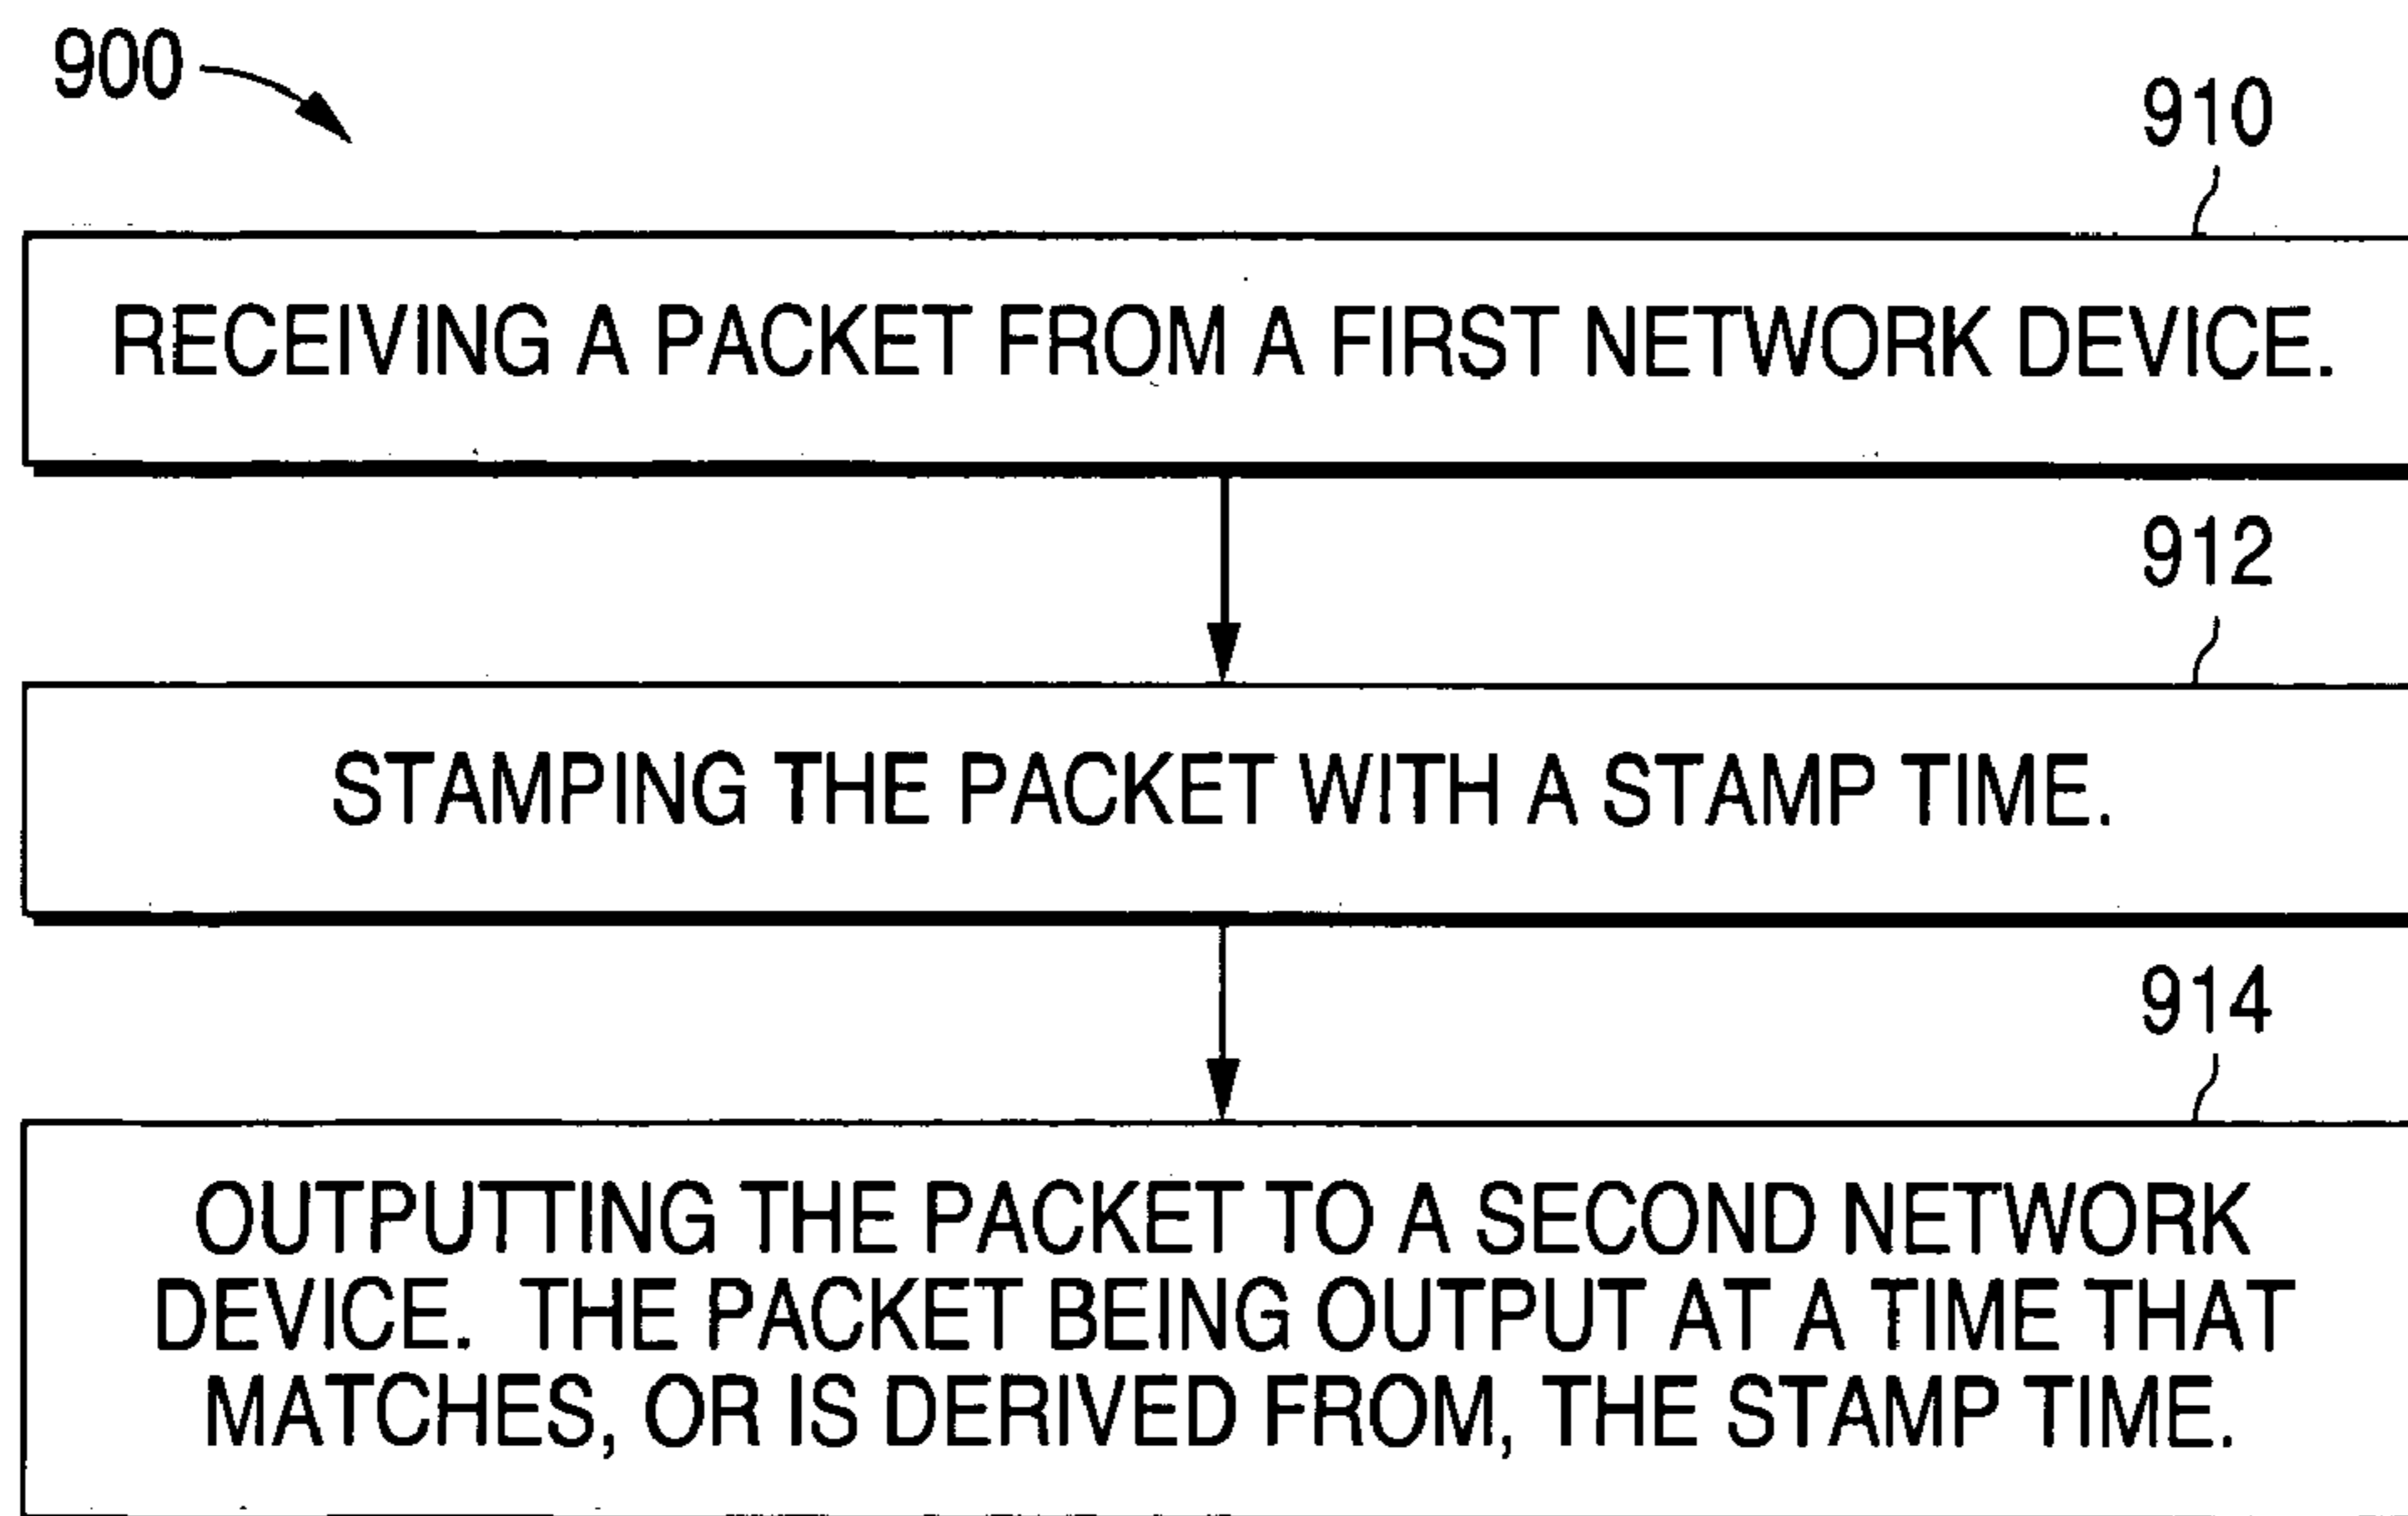 900
910
RECEIVING A PACKET FROM A FIRST NETWORK DEVICE.
912
STAMPING THE PACKET WITH A STAMP TIME.
914
OUTPUTTING THE PACKET TO A SECOND NETWORK
DEVICE. THE PACKET BEING OUTPUT AT A TIME THAT
MATCHES, OR IS DERIVED FROM, THE STAMP TIME.